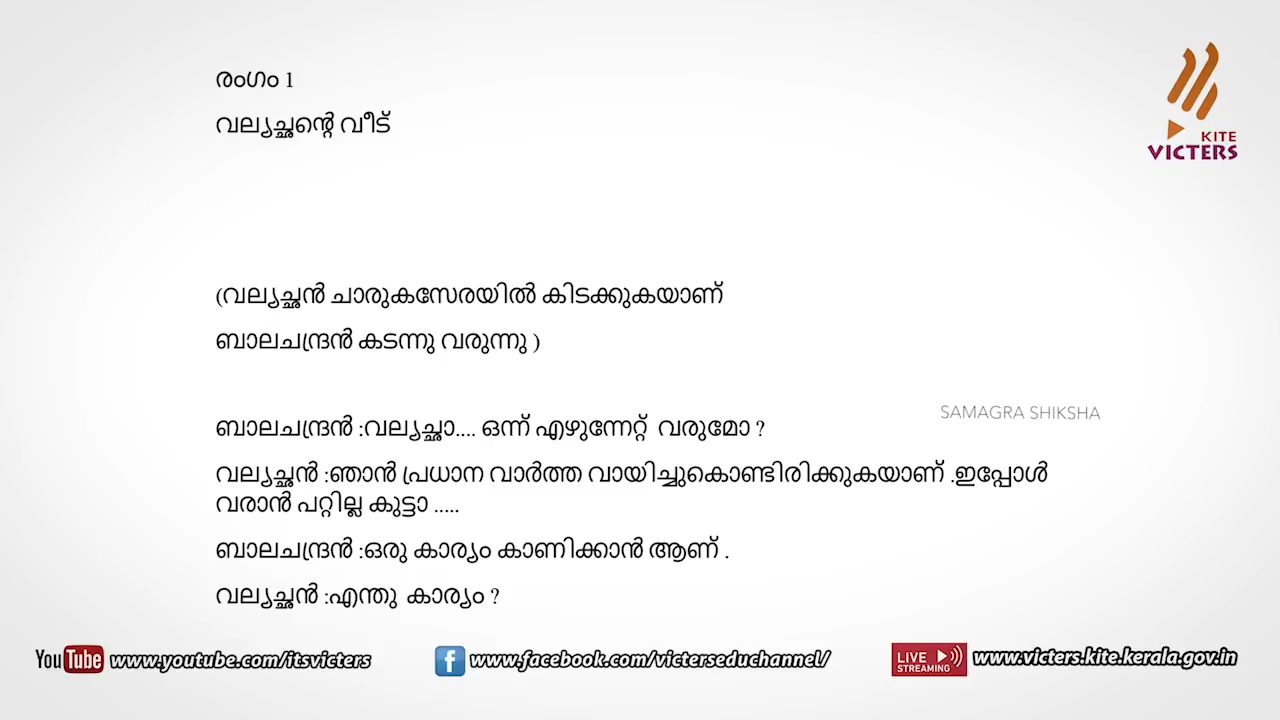 രംഗം 1
വല്യച്ഛന്റെ വീട്
KITE
VICTERS
(വല്യച്ഛൻ ചാരുകസേരയിൽ കിടക്കുകയാണ്
ബാലചന്ദ്രൻ കടന്നു വരുന്നു )
SAMAGRA SHIKSHA
ബാലചന്ദ്രൻ :വല്യച്ഛാ.... ഒന്ന് എഴുന്നേറ്റ് വരുമോ ?
വല്യച്ഛൻ :ഞാൻ പ്രധാന വാർത്ത വായിച്ചുകൊണ്ടിരിക്കുകയാണ് .ഇപ്പോൾ
വരാൻ പറ്റില്ല കുട്ടാ .....
ബാലചന്ദ്രൻ :ഒരു കാര്യം കാണിക്കാൻ ആണ് .
വല്യച്ഛൻ :എന്തു കാര്യം ?
YouTube www.youtube.com/itsvicters
f www.facebook.com/victerseduchannel/
LIVE STREAMING www.victers.kite.kerala.gov.in